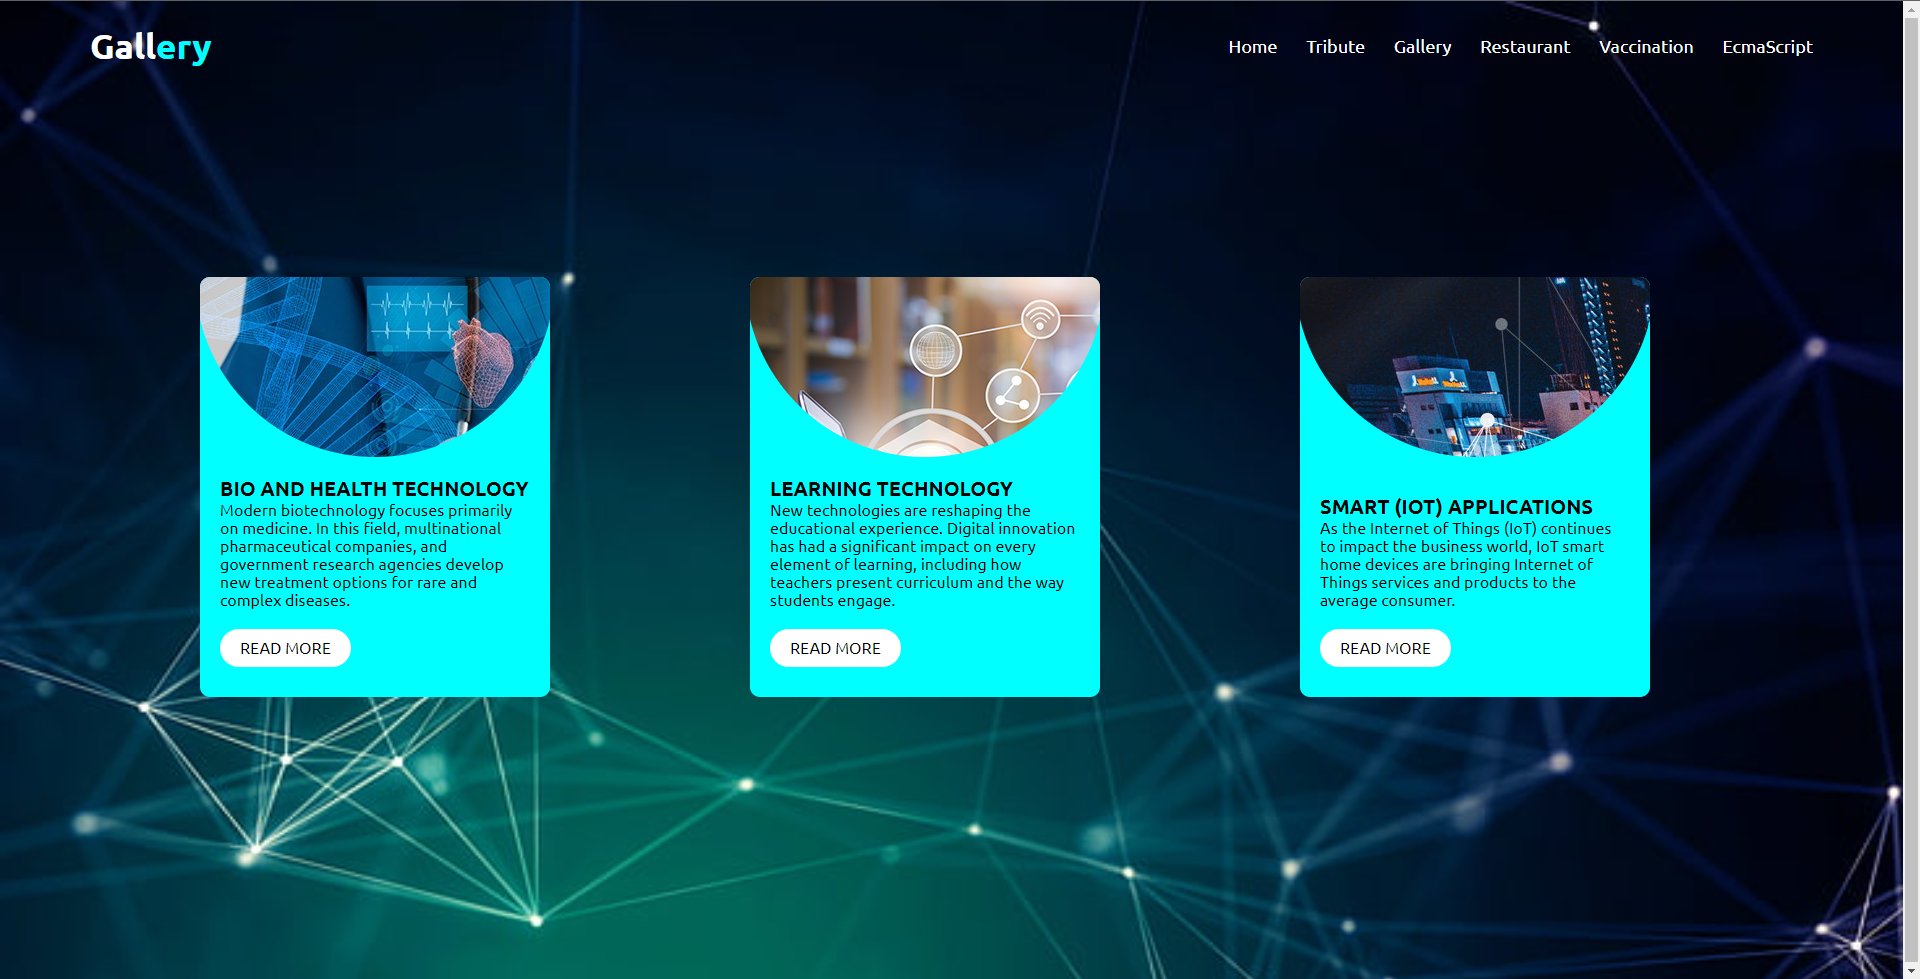 Gallery
Home Tribute Gallery Restaurant Vaccination EcmaScript
BIO AND HEALTH TECHNOLOGY
Modern biotechnology focuses primarily
on medicine. In this field, multinational
pharmaceutical companies, and
government research agencies develop
new treatment options for rare and
complex diseases.
READ MORE
LEARNING TECHNOLOGY
New technologies are reshaping the
educational experience. Digital innovation
has had a significant impact on every
element of learning, including how
teachers present curriculum and the way
students engage.
READ MORE
SMART (IOT) APPLICATIONS
As the Internet of Things (IoT) continues
to impact the business world, IoT smart
home devices are bringing Internet of
Things services and products to the
average consumer.
READ MORE